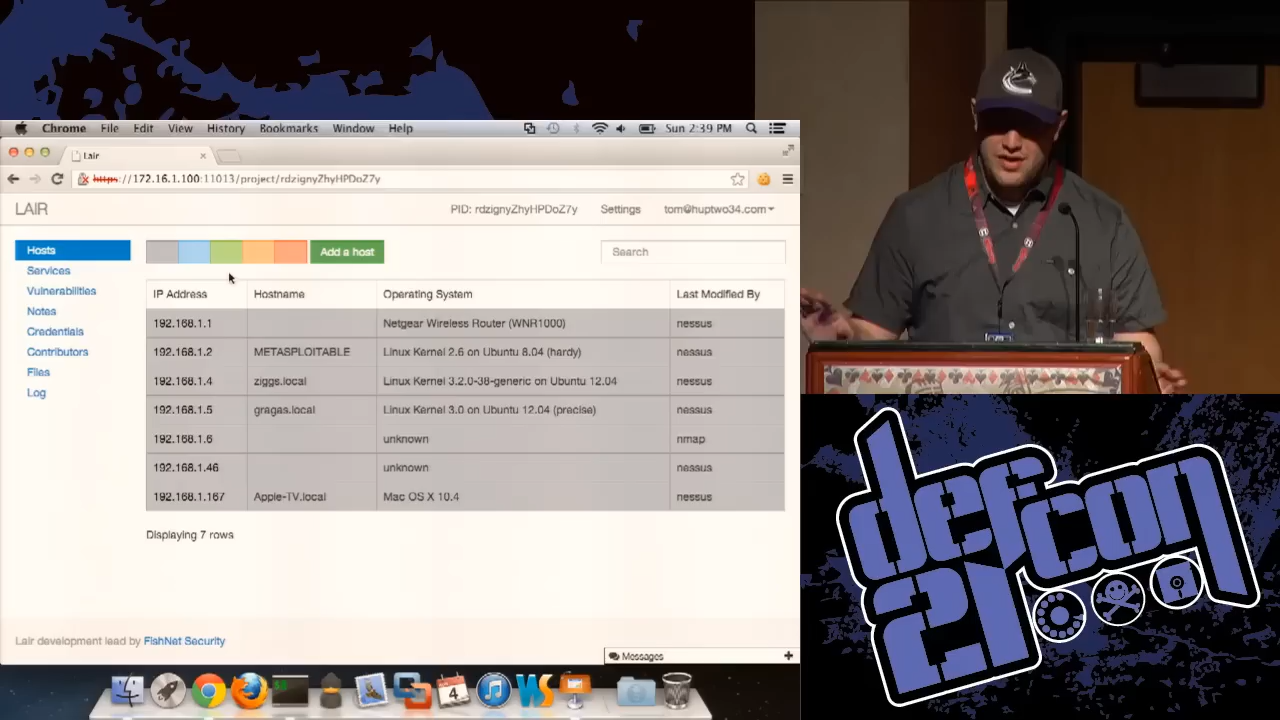 Chrome File Edit View History Bookmarks Window Help Sun 2:39 PM
Lair
https://172.16.1.100:11013/project/rdzignyZhyHPDoZ7y
LAIR PID: rdzignyZhyHPDoZ7y Settings tom@huptwo34.com
Hosts Add a host Search
Services
Vulnerabilities
Notes
Credentials
Contributors
Files
Log
IP Address Hostname Operating System Last Modified By
192.168.1.1 Netgear Wireless Router (WNR1000) nessus
192.168.1.2 METASPLOITABLE Linux Kernel 2.6 on Ubuntu 8.04 (hardy) nessus
192.168.1.4 ziggs.local Linux Kernel 3.2.0-38-generic on Ubuntu 12.04 nessus
192.168.1.5 gragas.local Linux Kernel 3.0 on Ubuntu 12.04 (precise) nessus
192.168.1.6 unknown nmap
192.168.1.46 unknown nessus
192.168.1.167 Apple-TV.local Mac OS X 10.4 nessus
Displaying 7 rows
Lair development lead by FishNet Security
Messages +
4
WS
defcon
21